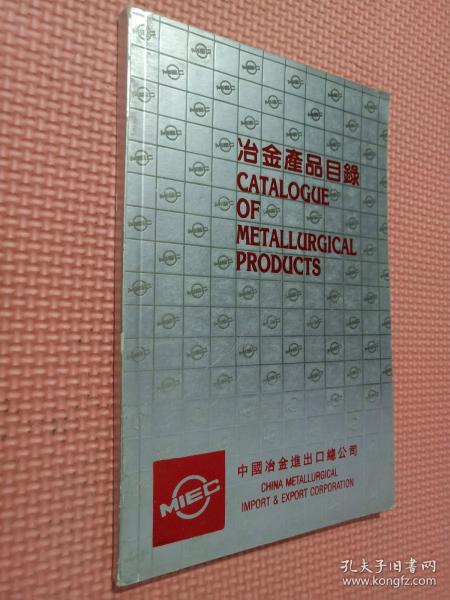 冶金產品目錄
CATALOGUE
OF
METALLURGICAL
PRODUCTS
MIEC
中國冶金進出口總公司
CHINA METALLURGICAL
IMPORT & EXPORT CORPORATION
孔夫子旧书网
www.kongfz.com